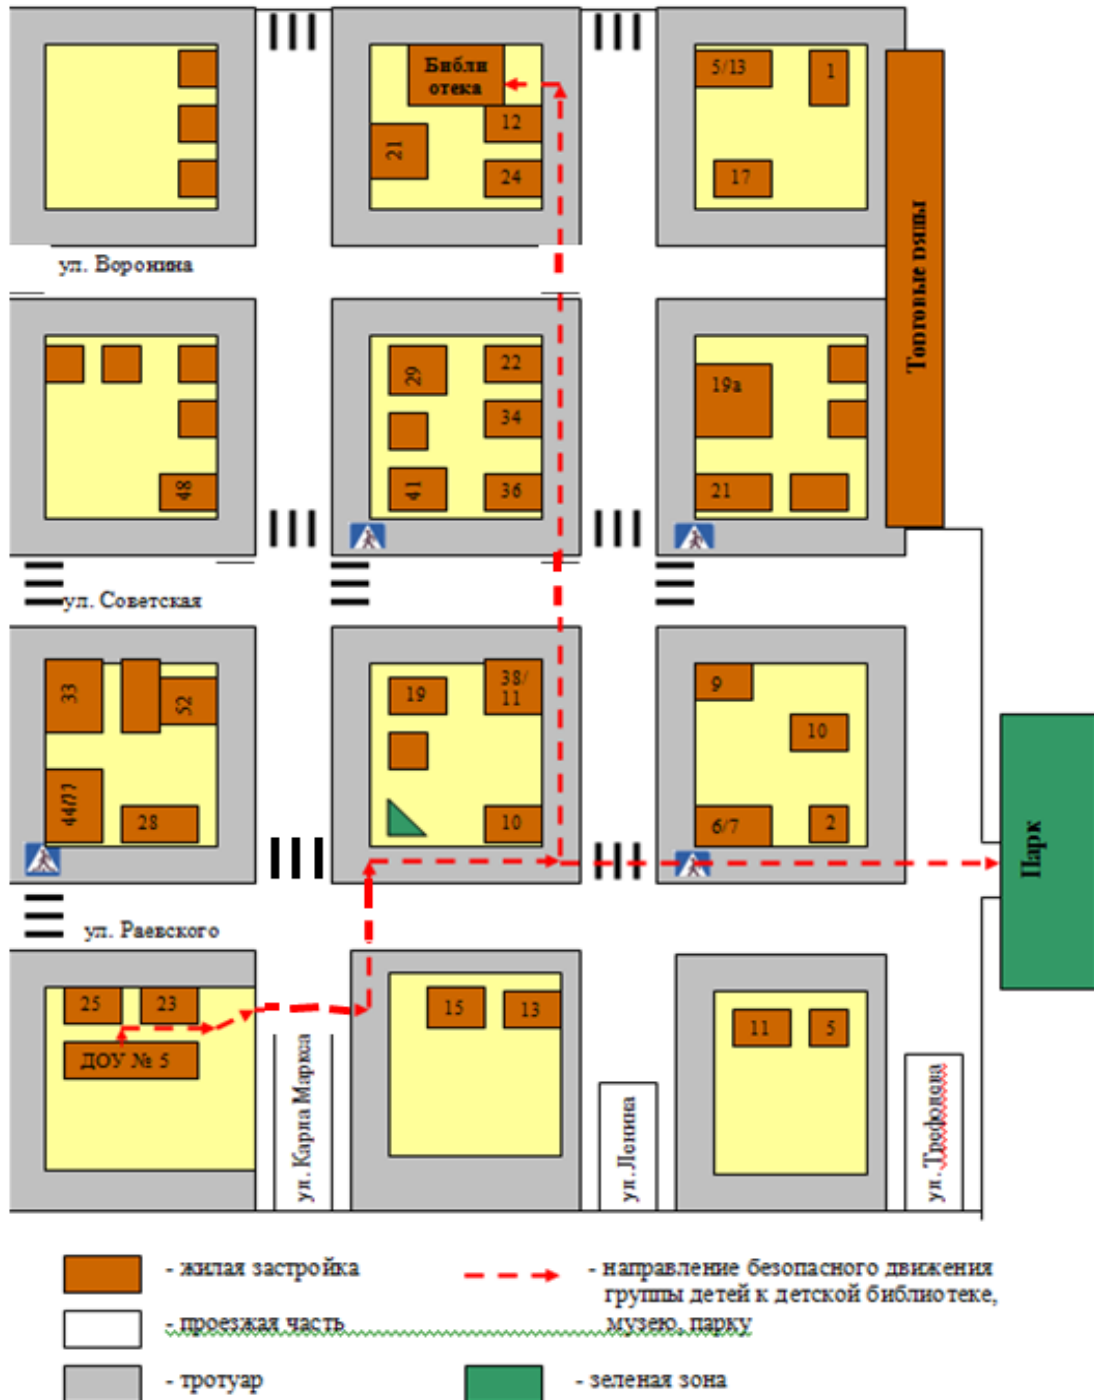 Библи
отека
5/13
1
12
21
24
17
ул. Воронина
Торговые ряды
29
22
19а
34
48
41
36
21
ул. Советская
33
52
19
38/
11
9
10
44/
28
10
6/7
2
Парк
ул. Раевского
25
23
15
13
11
5
ДОУ № 5
ул. Карла Маркса
ул. Ленина
ул. Трефолева
- жилая застройка
- направление безопасного движения
группы детей к детской библиотеке,
музею, парку
- проезжая часть
- тротуар
- зеленая зона